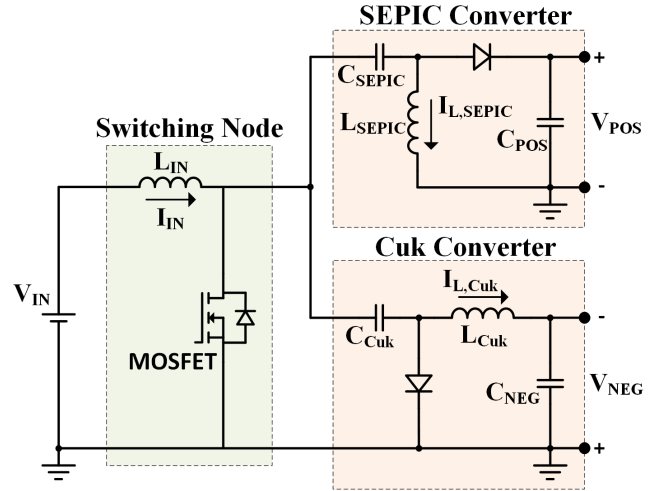 SEPIC Converter
C_SEPIC
L_SEPIC
I_L,SEPIC
C_POS
+
V_POS
-
Switching Node
L_IN
I_IN
V_IN
MOSFET
Cuk Converter
I_L,Cuk
C_Cuk
L_Cuk
C_NEG
-
V_NEG
+